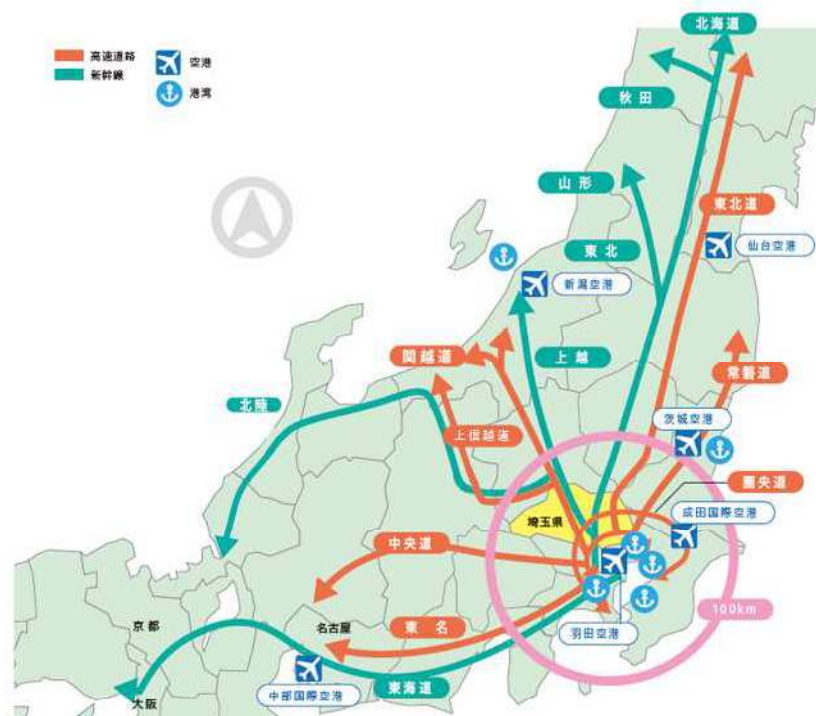 北海道
高速道路
空港
新幹線
港湾
秋田
山形
東北道
東北
仙台空港
新潟空港
関越道
上越
常磐道
北陸
茨城空港
上信越道
圏央道
成田国際空港
埼玉県
中央道
100km
京都
名古屋
東名
羽田空港
中部国際空港
東海道
大阪